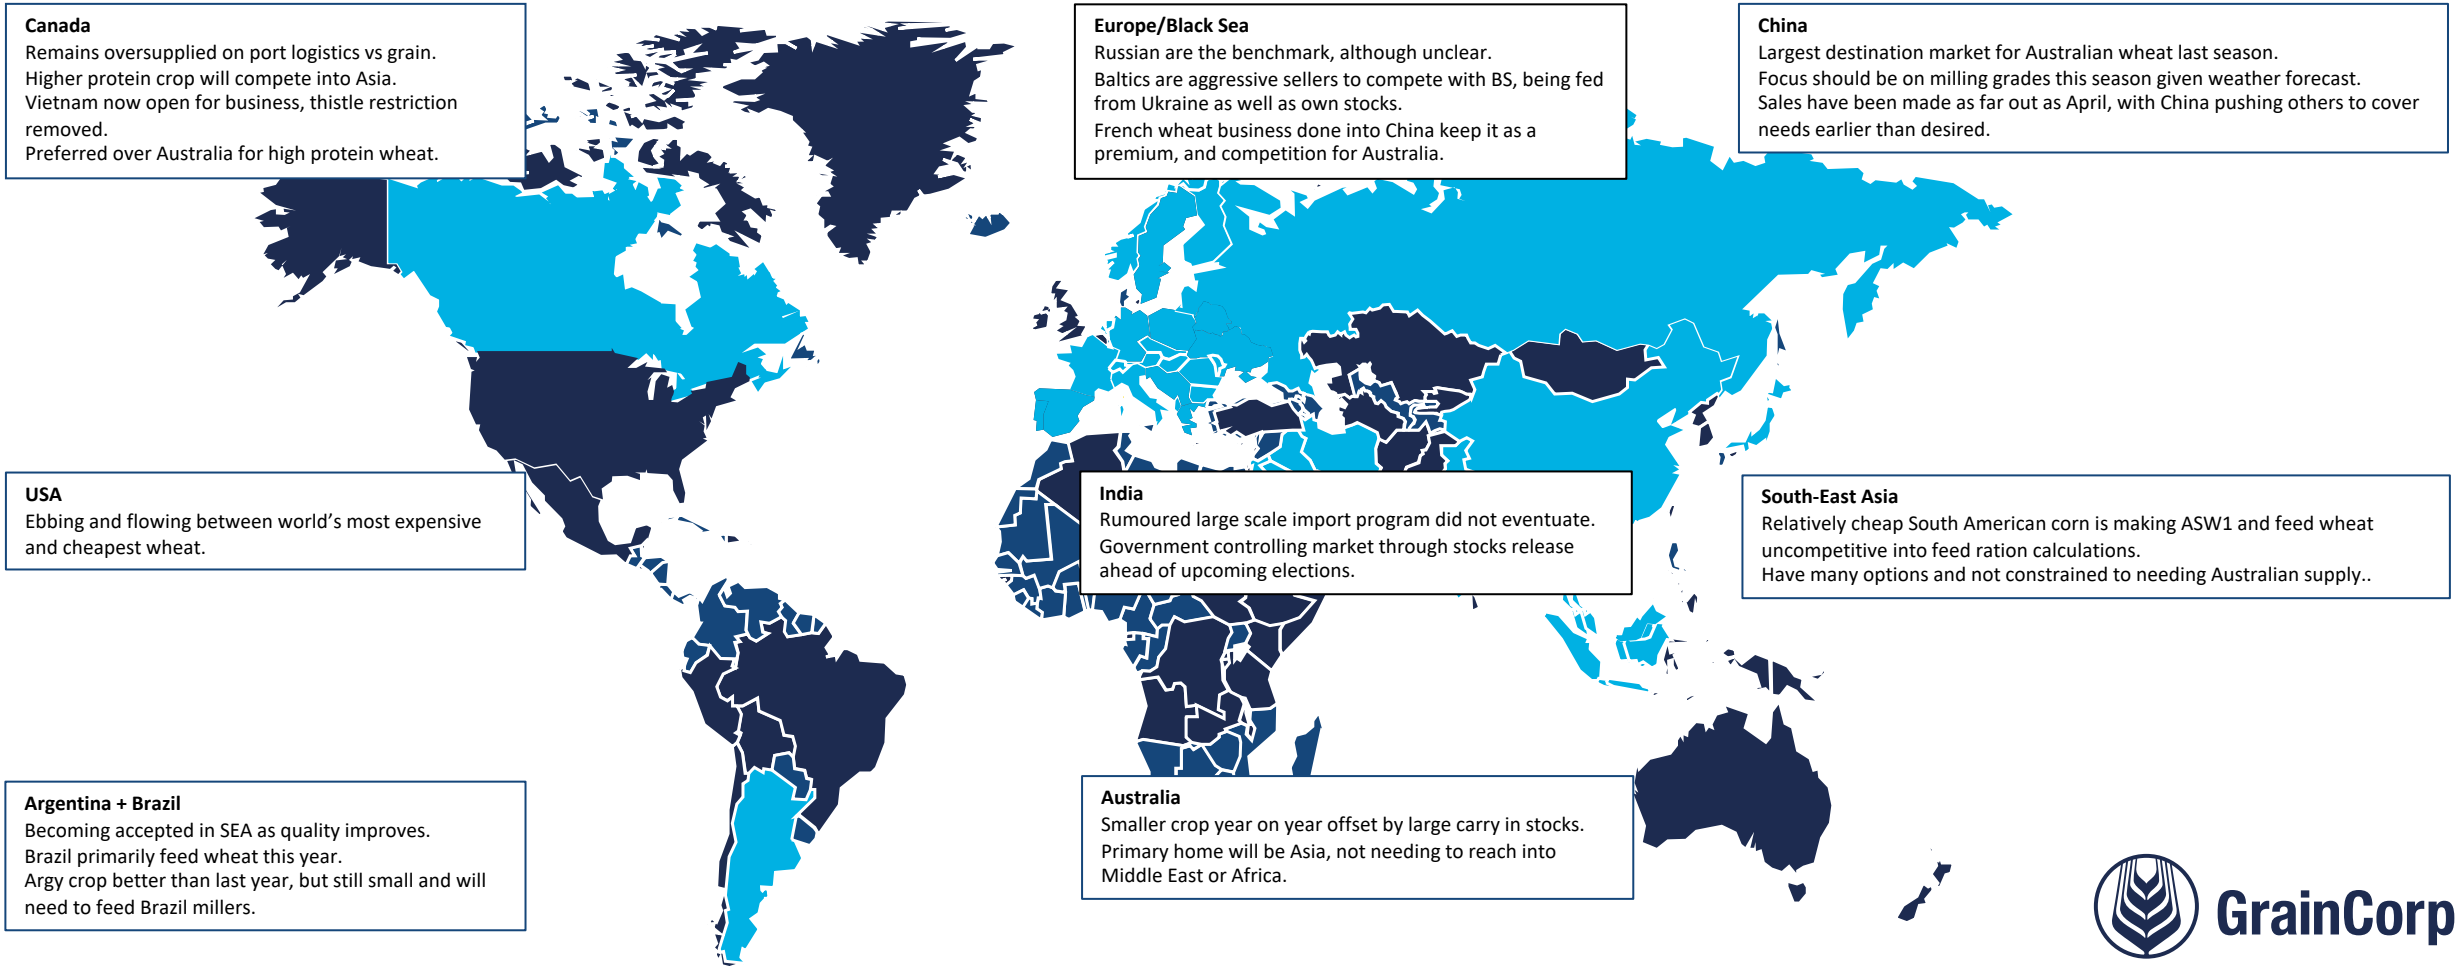 Canada
Remains oversupplied on port logistics vs grain.
Higher protein crop will compete into Asia.
Vietnam now open for business, thistle restriction
removed.
Preferred over Australia for high protein wheat.
Europe/Black Sea
Russian are the benchmark, although unclear.
Baltics are aggressive sellers to compete with BS, being fed
from Ukraine as well as own stocks.
French wheat business done into China keep it as a
premium, and competition for Australia.
China
Largest destination market for Australian wheat last season.
Focus should be on milling grades this season given weather forecast.
Sales have been made as far out as April, with China pushing others to cover
needs earlier than desired.
USA
Ebbing and flowing between world's most expensive
and cheapest wheat.
India
Rumoured large scale import program did not eventuate.
Government controlling market through stocks release
ahead of upcoming elections.
South-East Asia
Relatively cheap South American corn is making ASW1 and feed wheat
uncompetitive into feed ration calculations.
Have many options and not constrained to needing Australian supply..
Argentina + Brazil
Becoming accepted in SEA as quality improves.
Brazil primarily feed wheat this year.
Argy crop better than last year, but still small and will
need to feed Brazil millers.
Australia
Smaller crop year on year offset by large carry in stocks.
Primary home will be Asia, not needing to reach into
Middle East or Africa.
GrainCorp